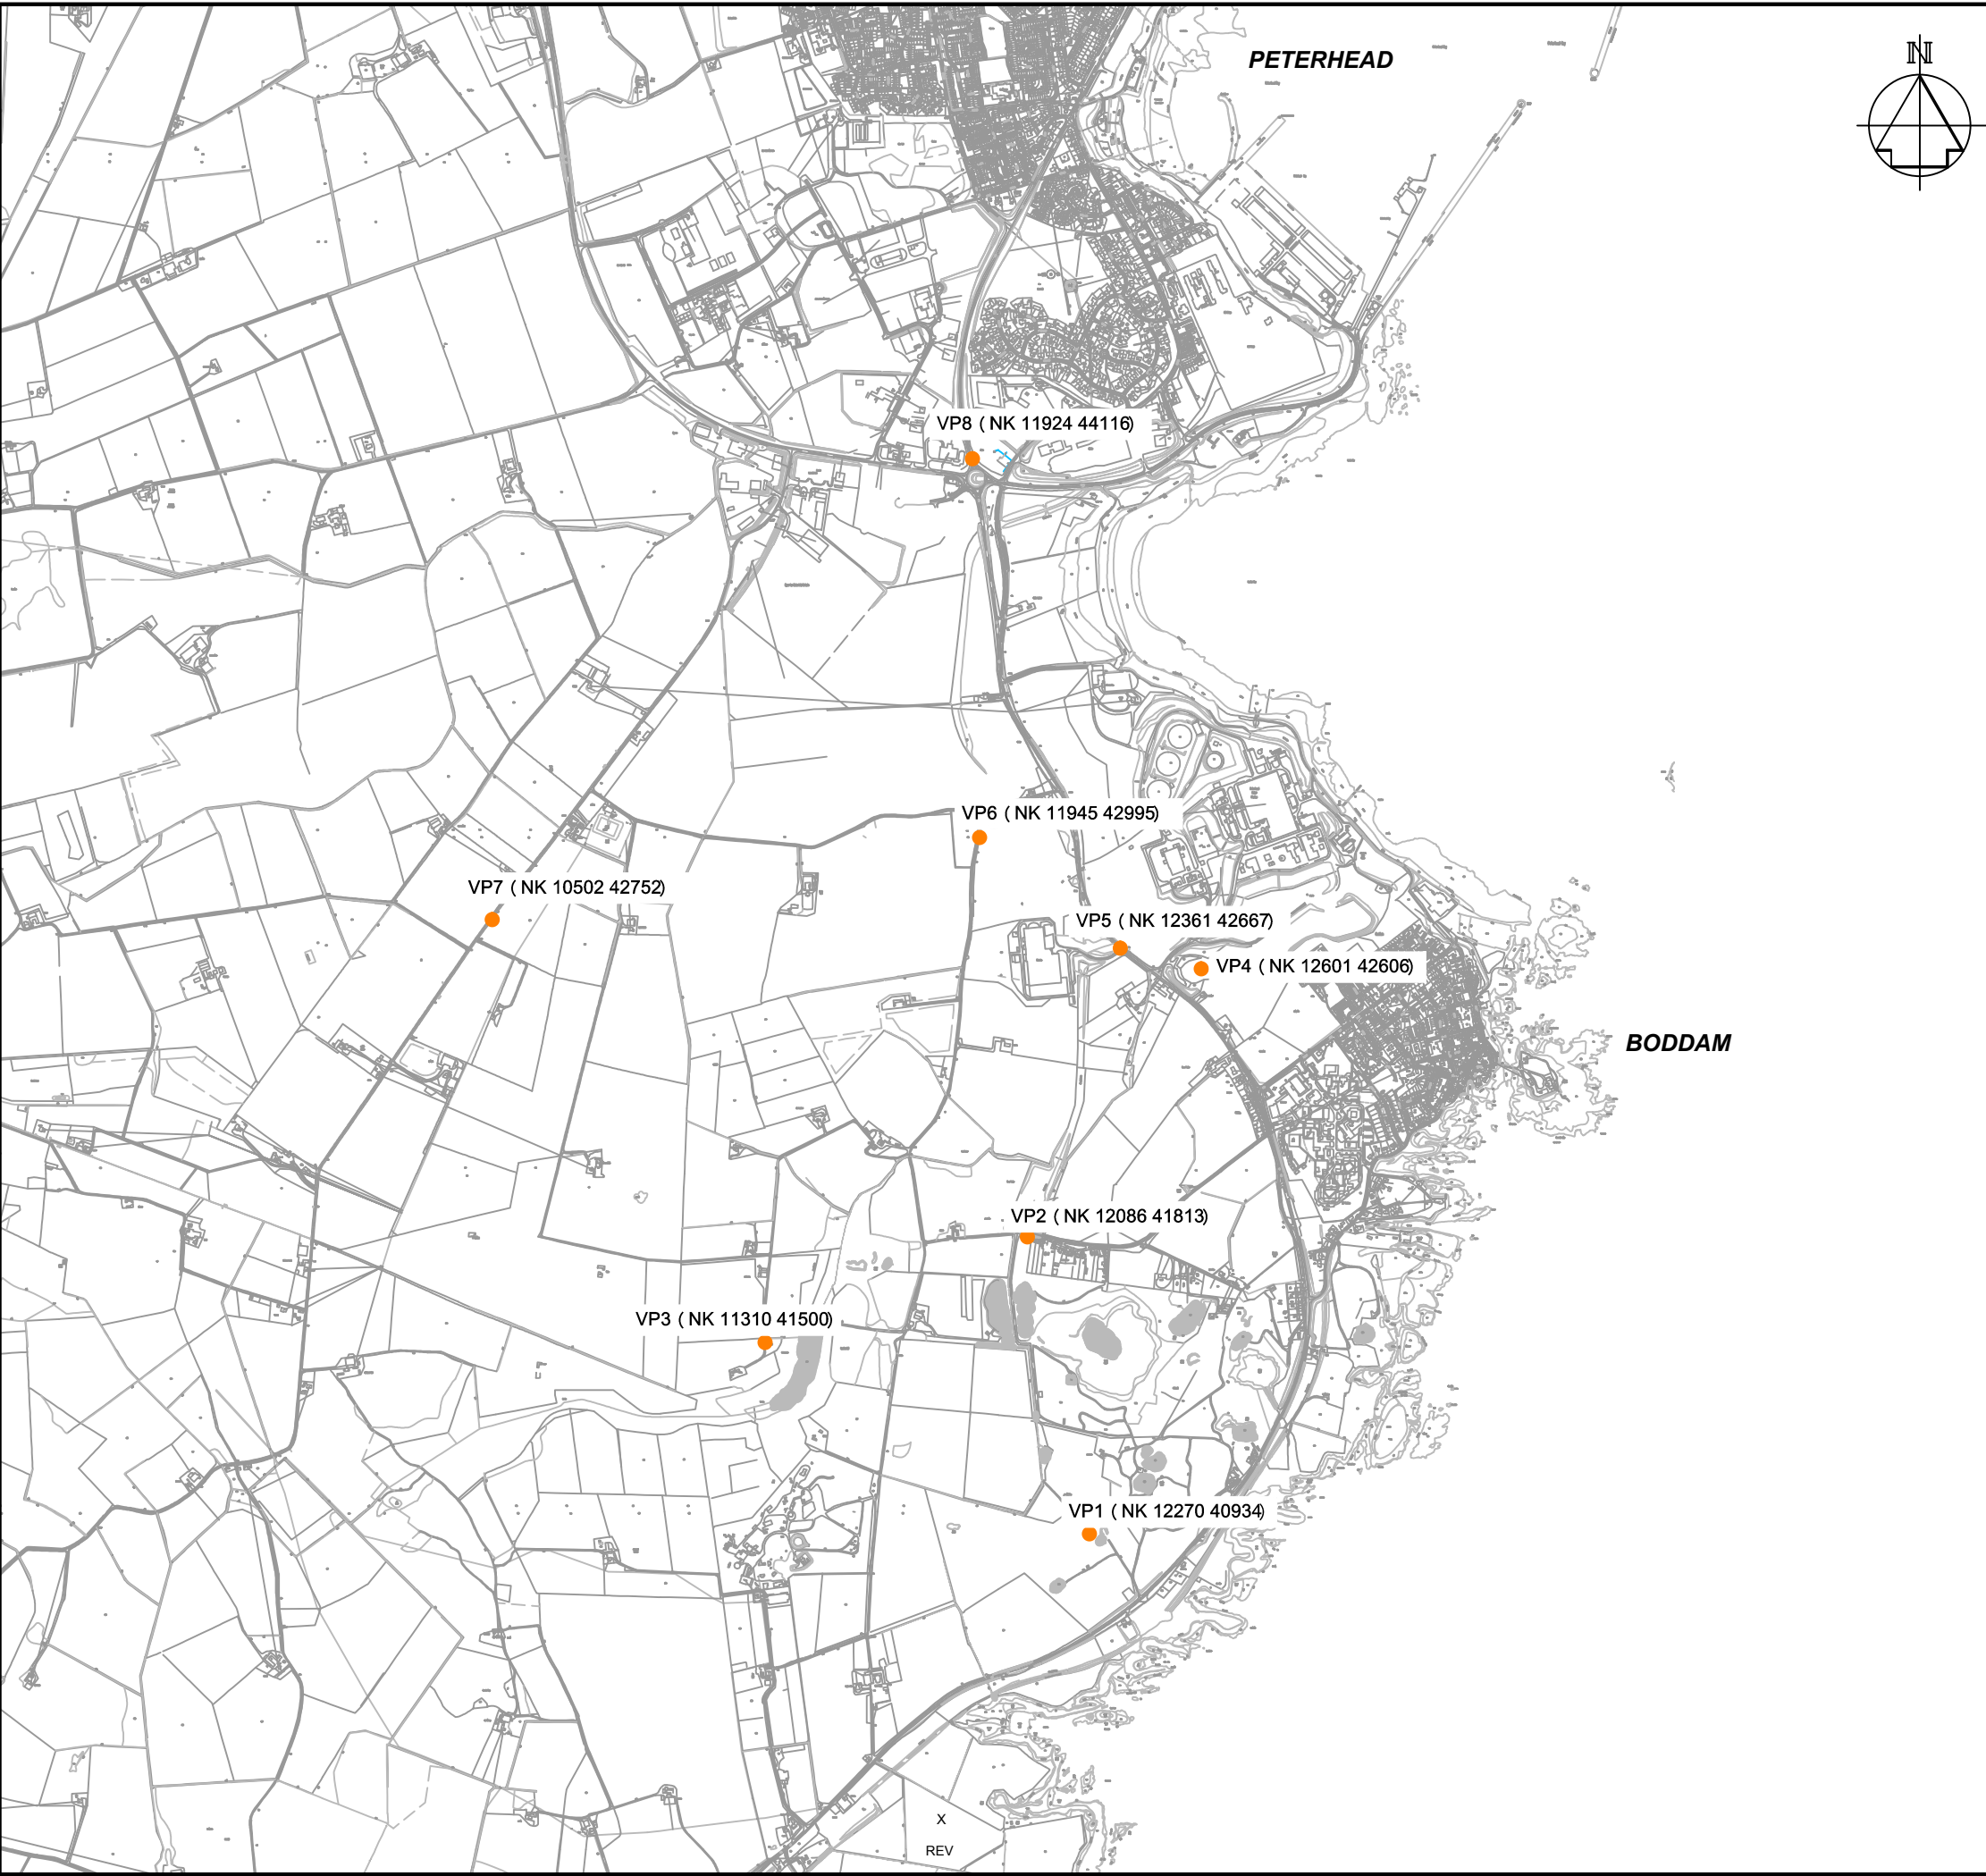 PETERHEAD
N
VP8 ( NK 11924 44116)
VP6 ( NK 11945 42995)
VP7 ( NK 10502 42752)
VP5 ( NK 12361 42667)
VP4 ( NK 12601 42606)
BODDAM
VP2 ( NK 12086 41813)
VP3 ( NK 11310 41500)
VP1 ( NK 12270 40934)
X
REV